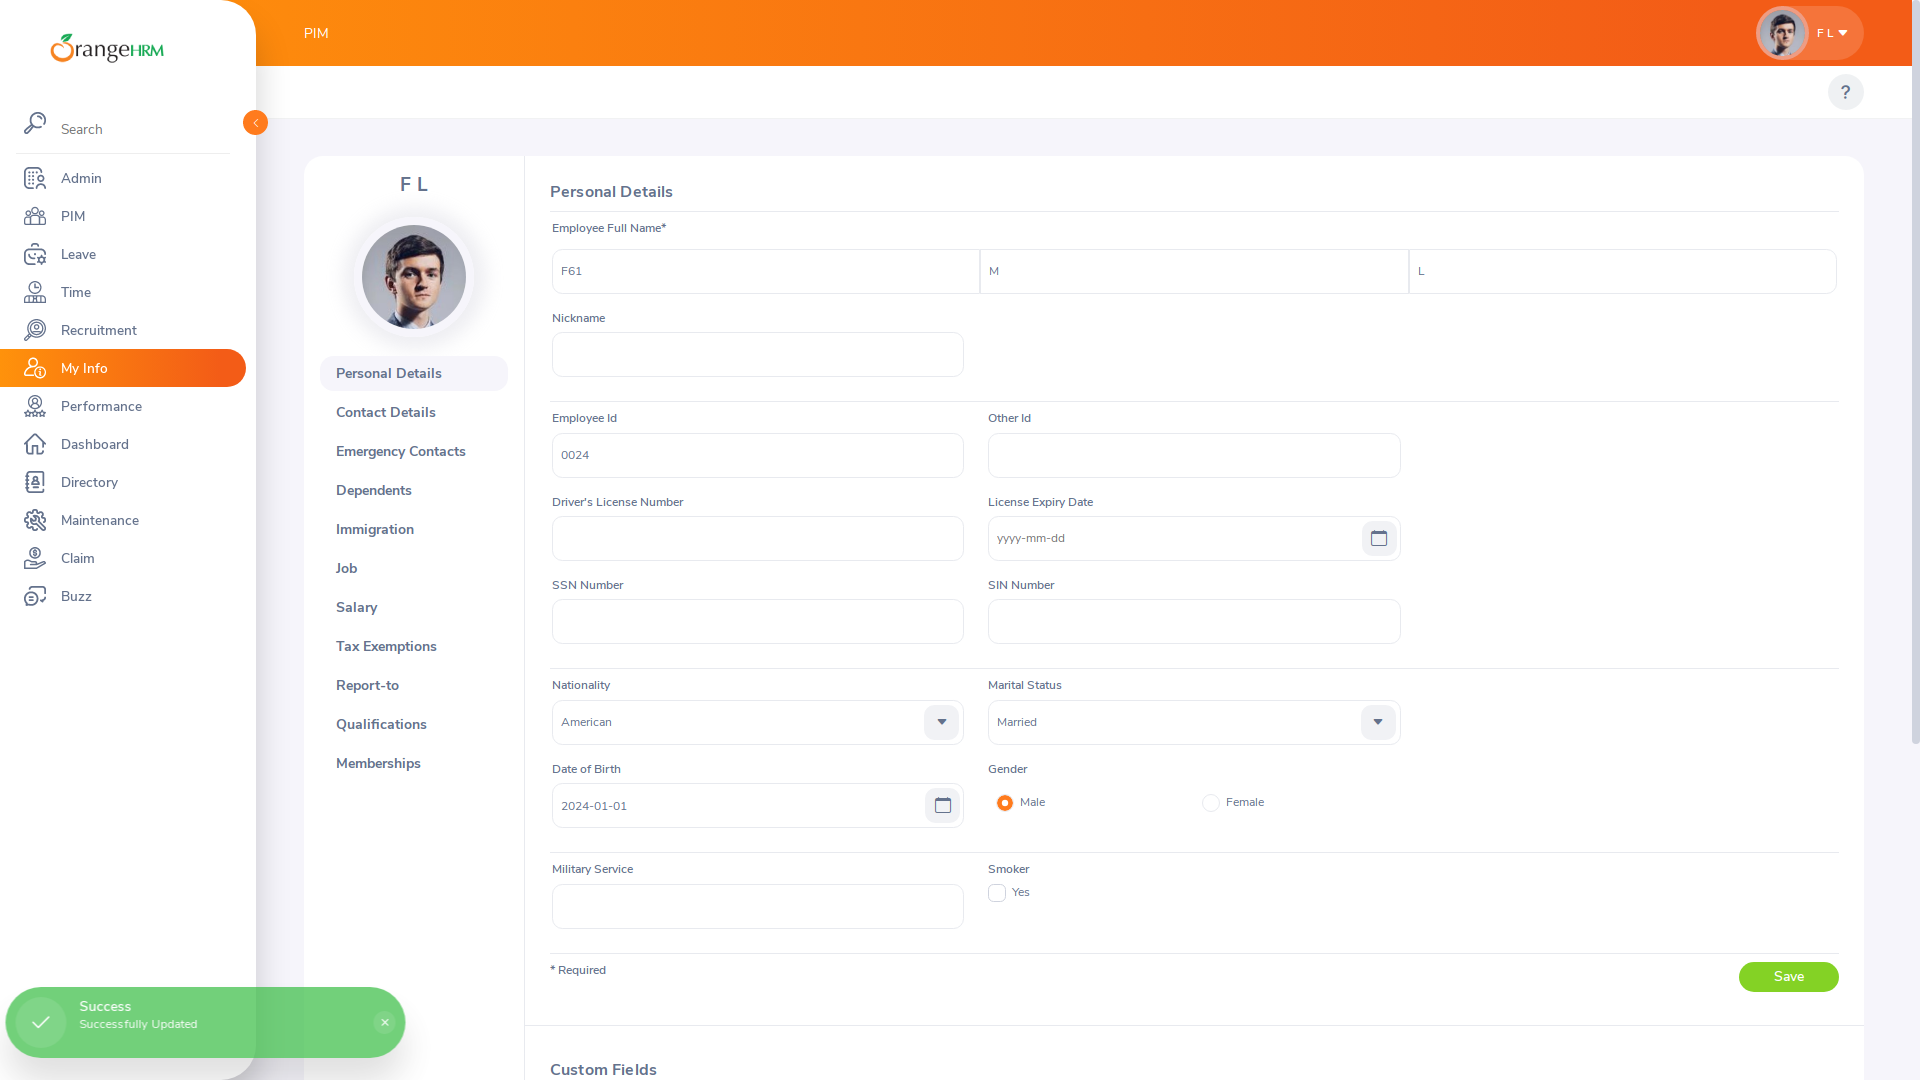 OrangeHRM
PIM
F L
?
Search
Admin
PIM
Leave
Time
Recruitment
My Info
Performance
Dashboard
Directory
Maintenance
Claim
Buzz
F L
Personal Details
Contact Details
Emergency Contacts
Dependents
Immigration
Job
Salary
Tax Exemptions
Report-to
Qualifications
Memberships
Personal Details
Employee Full Name*
F61 M L
Nickname
Employee Id Other Id
0024
Driver's License Number License Expiry Date
yyyy-mm-dd
SSN Number SIN Number
Nationality Marital Status
American Married
Date of Birth Gender
2024-01-01 Male Female
Military Service Smoker
Yes
* Required
Save
Custom Fields
Success
Successfully Updated